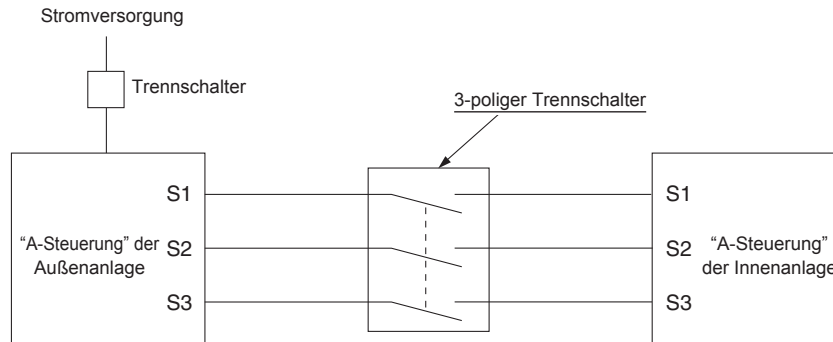 Stromversorgung
Trennschalter
3-poliger Trennschalter
S1
S1
"A-Steuerung" der
Außenanlage
S2
S2
"A-Steuerung"
der Innenanlage
S3
S3